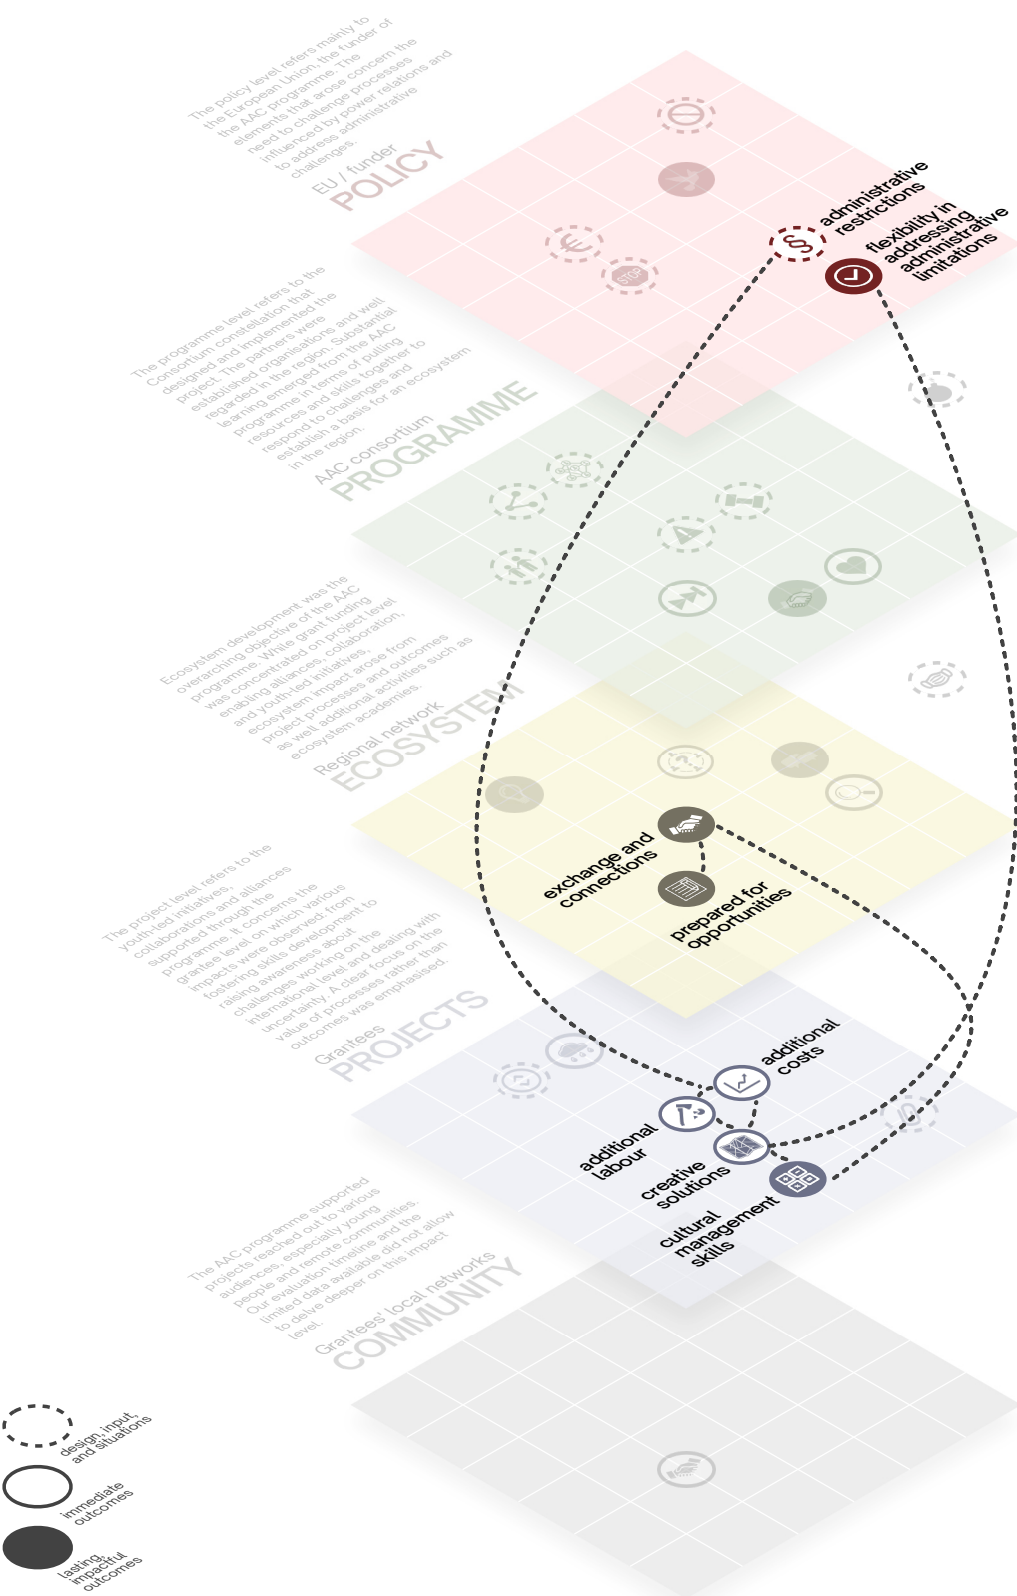 The policy level refers mainly to
the European Union, the funder of
the AAC programme. The
elements that arose concern the
need to challenge processes
influenced by power relations and
to address administrative
challenges.
EU / funder
POLICY
administrative
restrictions
flexibility in
addressing
administrative
limitations
€
§
STOP
The programme level refers to the
Consortium constellation that
designed and implemented the
project. The partners were
established organisations and well
regarded in the region. Substantial
learning emerged from the AAC
programme in terms of pulling
resources and skills together to
respond to challenges and
establish a basis for an ecosystem
in the region.
AAC consortium
PROGRAMME
Ecosystem development was the
overarching objective of the AAC
programme. While grant funding
was concentrated on project level
enabling alliances, collaboration,
and youth-led initiatives,
ecosystem impact arose from
project processes and outcomes
as well additional activities such as
ecosystem academies.
Regional network
ECOSYSTEM
exchange and
connections
prepared for
opportunities
The project level refers to the
youth-led initiatives,
collaborations and alliances
supported through the
programme. It concerns the
grantee level on which various
impacts were observed, from
fostering skills development to
raising awareness about
challenges working on the
international level and dealing with
uncertainty. A clear focus on the
value of processes rather than
outcomes was emphasised.
Grantees
PROJECTS
additional
costs
additional
labour
creative
solutions
cultural
management
skills
The AAC programme supported
projects reached out to various
audiences, especially young
people and remote communities.
Our evaluation timeline and the
limited data available did not allow
to delve deeper on this impact
level.
Grantees' local networks
COMMUNITY
design, input,
and situations
immediate
outcomes
lasting,
impactful
outcomes